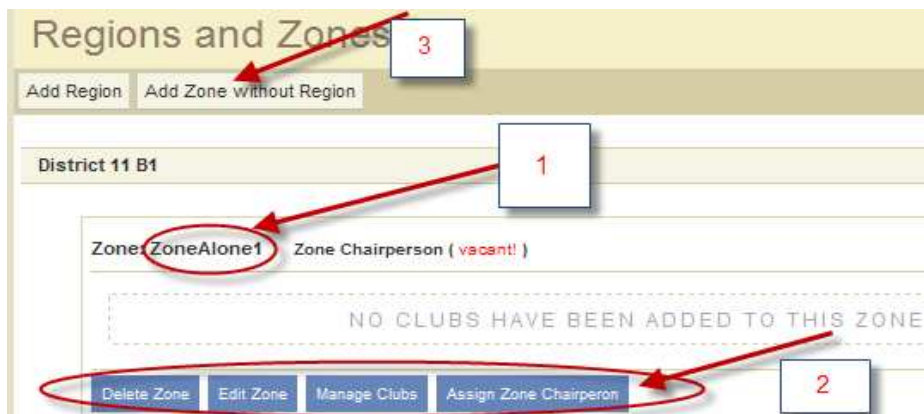 Regions and Zones
3
Add Region Add Zone without Region
District 11 B1
1
Zone: ZoneAlone1 Zone Chairperson ( vacant! )
NO CLUBS HAVE BEEN ADDED TO THIS ZONE
Delete Zone Edit Zone Manage Clubs Assign Zone Chairperon
2